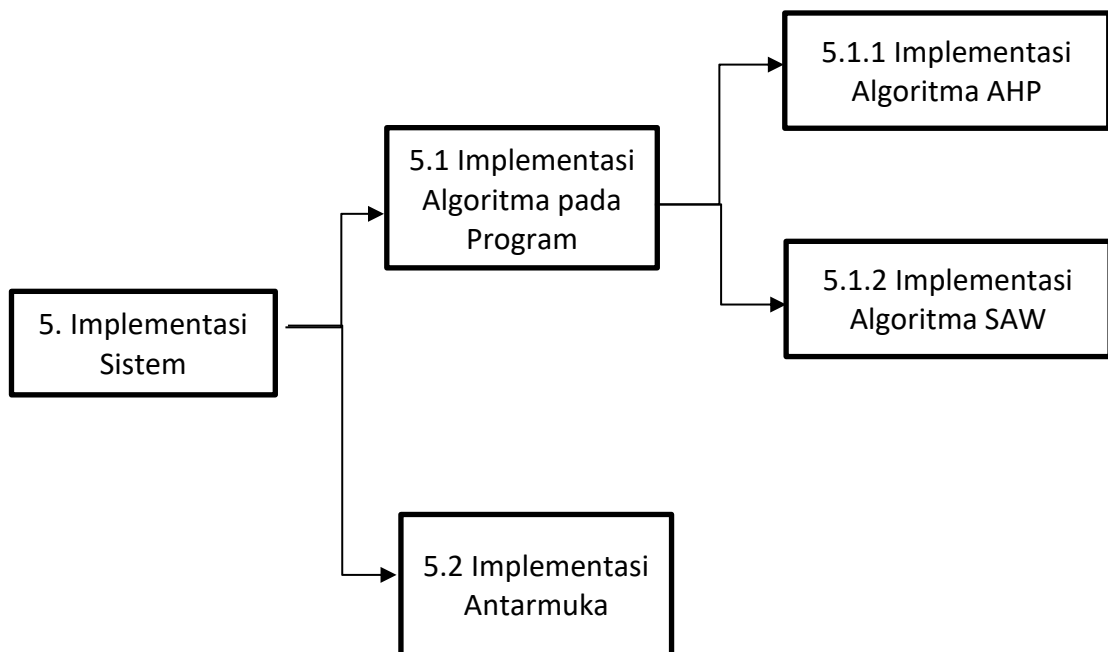 5. Implementasi
Sistem
5.1 Implementasi
Algoritma pada
Program
5.1.1 Implementasi
Algoritma AHP
5.1.2 Implementasi
Algoritma SAW
5.2 Implementasi
Antarmuka